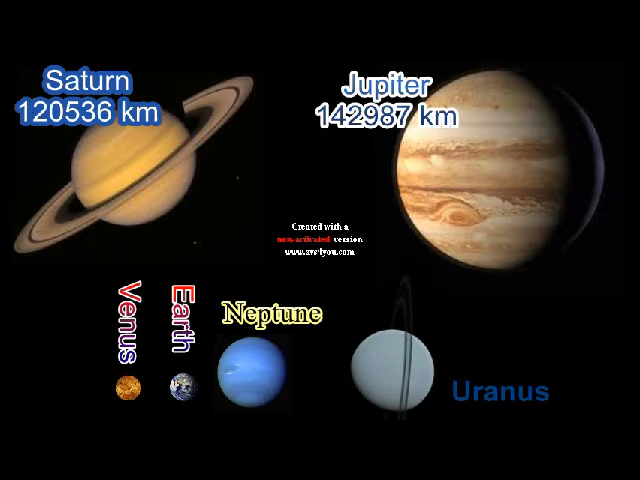 Saturn
120536 km
Jupiter
142987 km
Created with a
non-activated version
www.avs4you.com
Venus
Earth
Neptune
Uranus